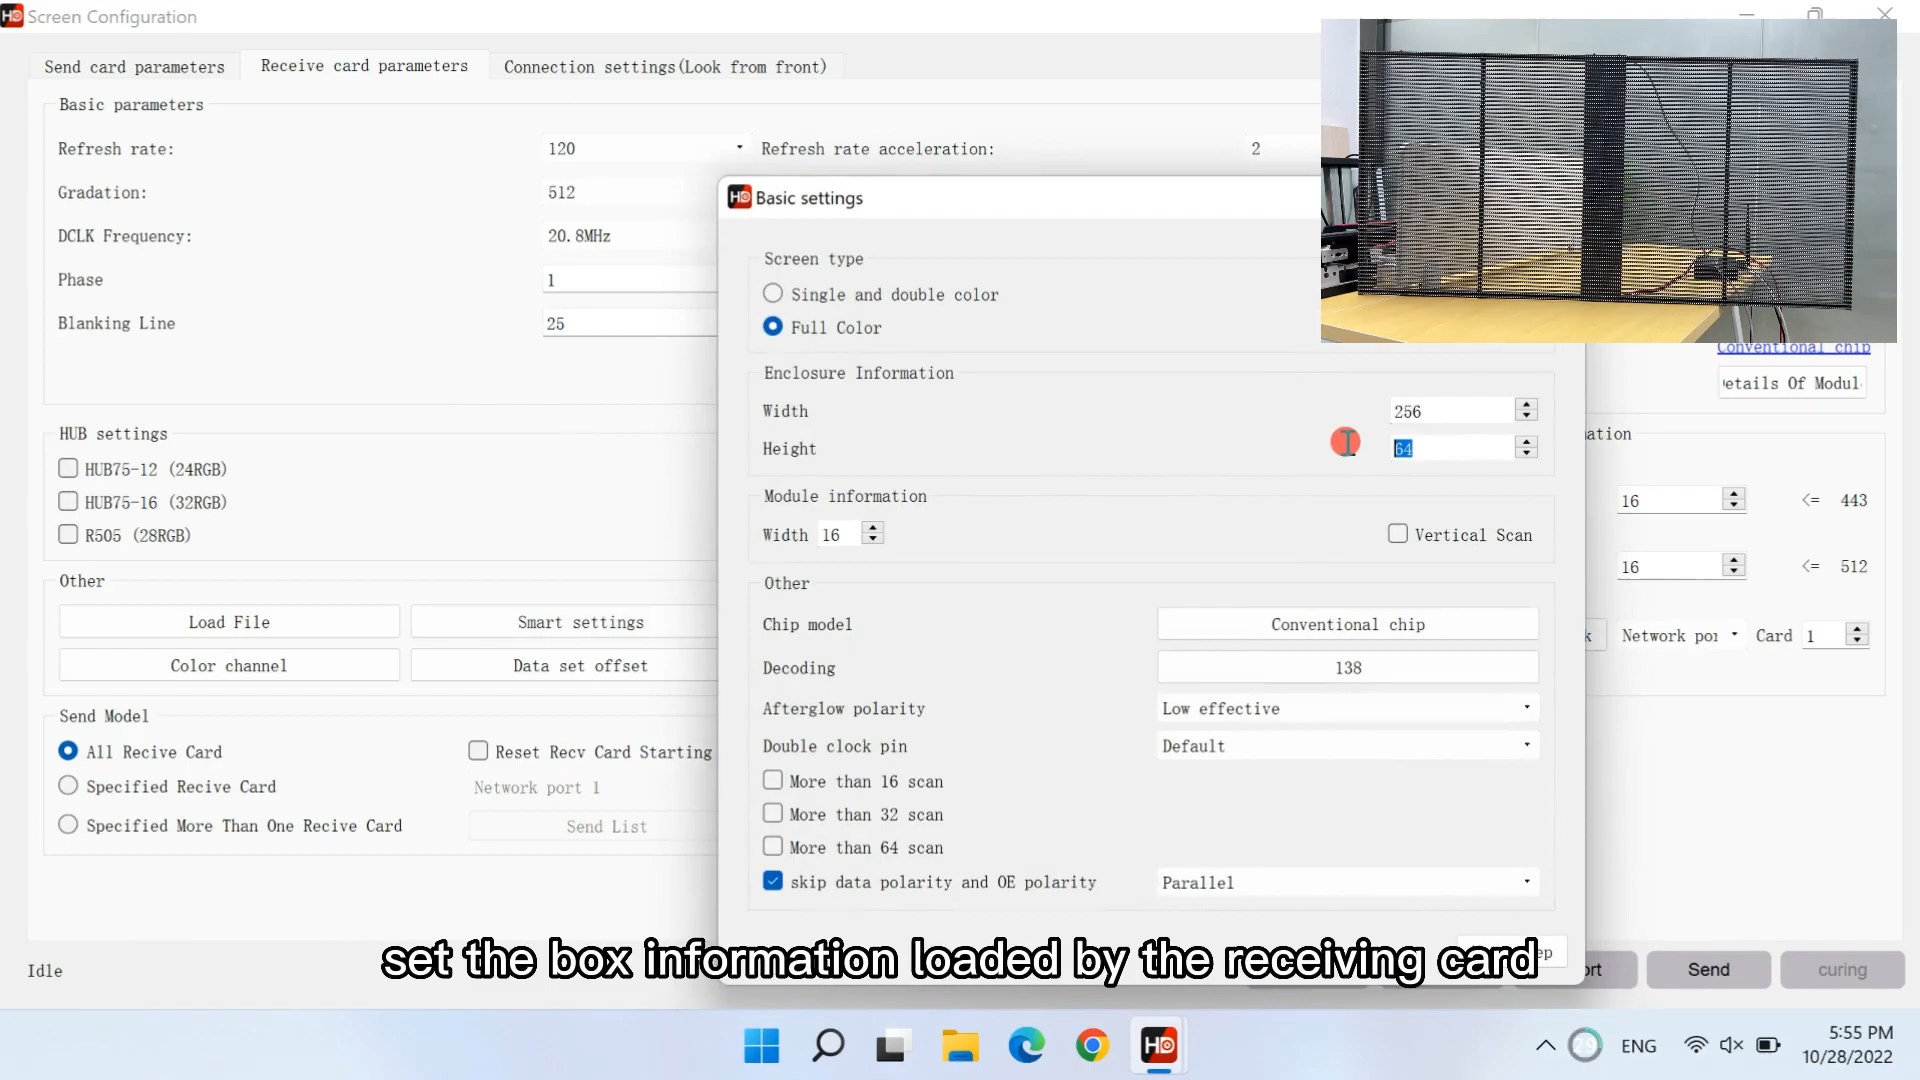 HD Screen Configuration
Send card parameters
Receive card parameters
Connection settings(Look from front)
Basic parameters
Refresh rate:
120
Refresh rate acceleration:
2
Gradation:
512
DCLK Frequency:
20.8MHz
Phase
1
Blanking Line
25
HUB settings
HUB75-12 (24RGB)
HUB75-16 (32RGB)
R505 (28RGB)
Other
Load File
Smart settings
Color channel
Data set offset
Send Model
All Recive Card
Reset Recv Card Starting
Specified Recive Card
Network port 1
Specified More Than One Recive Card
Send List
Idle
HD Basic settings
Screen type
Single and double color
Full Color
Enclosure Information
Width
256
Height
64
Module information
Width 16
Vertical Scan
Other
Chip model
Conventional chip
Decoding
138
Afterglow polarity
Low effective
Double clock pin
Default
More than 16 scan
More than 32 scan
More than 64 scan
skip data polarity and OE polarity
Parallel
ep
Conventional chip
etails Of Modul
ation
16 <= 443
16 <= 512
k Network por Card 1
ort
Send
curing
set the box information loaded by the receiving card
HD
ENG
5:55 PM
10/28/2022